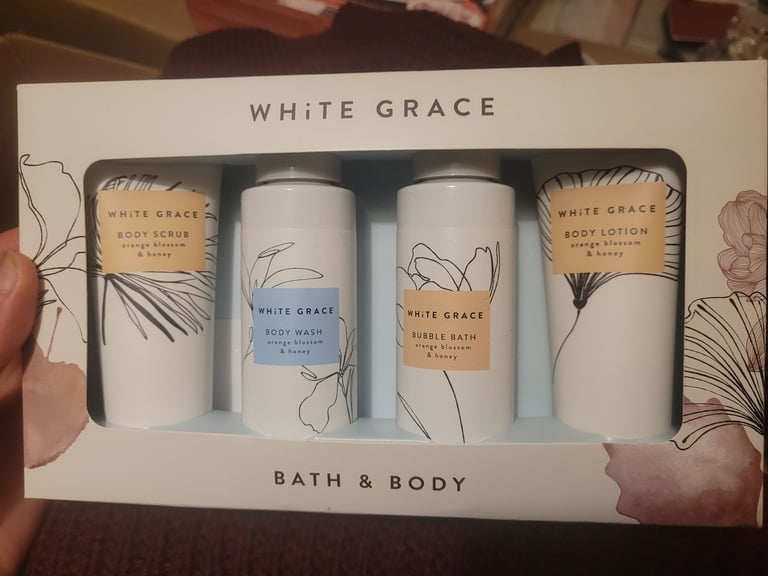 WHiTE GRACE
WHiTE GRACE
BODY SCRUB
orange blossom
& honey
WHiTE GRACE
BODY WASH
orange blossom
& honey
WHiTE GRACE
BUBBLE BATH
orange blossom
& honey
WHiTE GRACE
BODY LOTION
orange blossom
& honey
BATH & BODY